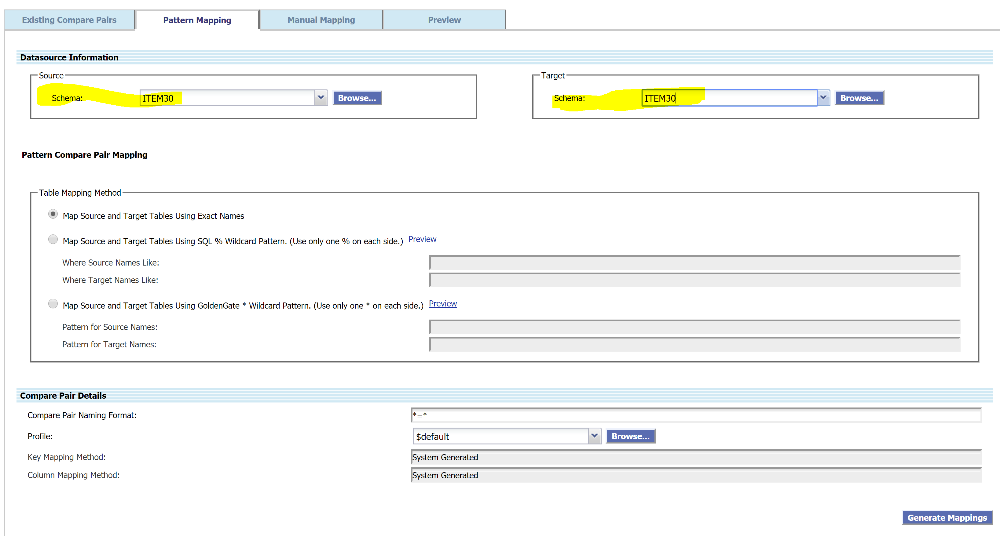 Existing Compare Pairs Pattern Mapping Manual Mapping Preview
Datasource Information
Source Target
Schema: ITEM30 Browse... Schema: ITEM30 Browse...
Pattern Compare Pair Mapping
Table Mapping Method
Map Source and Target Tables Using Exact Names
Map Source and Target Tables Using SQL % Wildcard Pattern. (Use only one % on each side.) Preview
Where Source Names Like:
Where Target Names Like:
Map Source and Target Tables Using GoldenGate * Wildcard Pattern. (Use only one * on each side.) Preview
Pattern for Source Names:
Pattern for Target Names:
Compare Pair Details
Compare Pair Naming Format: *=*
Profile: $default Browse...
Key Mapping Method: System Generated
Column Mapping Method: System Generated
Generate Mappings